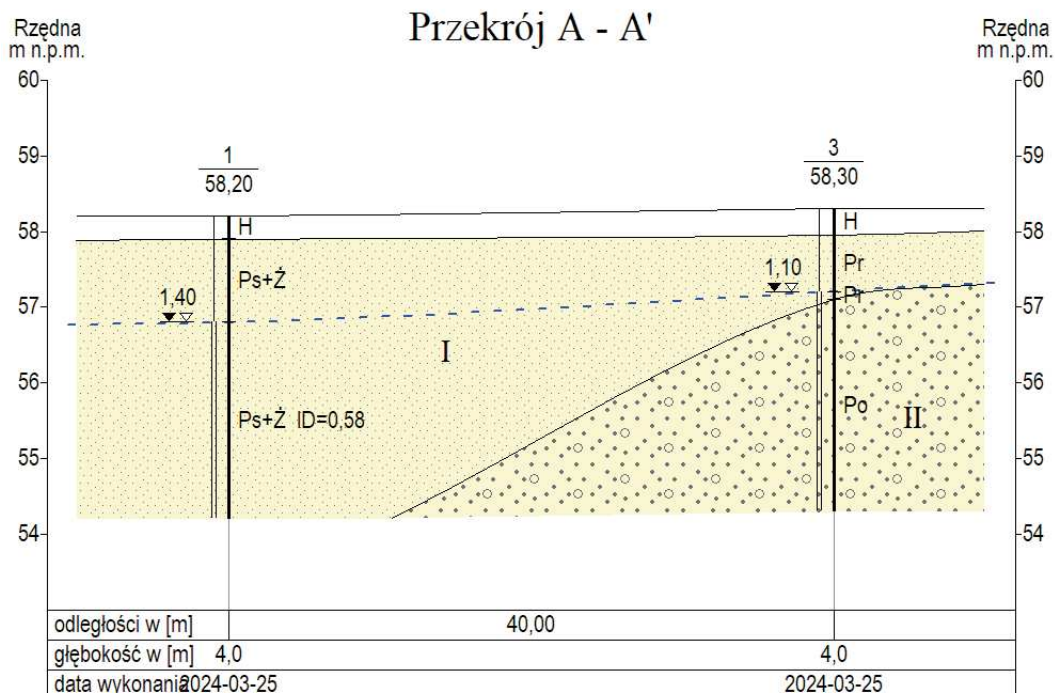 Przekrój A - A'
Rzędna
m n.p.m.
Rzędna
m n.p.m.
60
60
59
59
1
58,20
3
58,30
58
H
H
58
Ps+Ż
Pr
1,40
1,10
57
Pr
57
I
56
56
Ps+Ż ID=0,58
Po
II
55
55
54
54
odległości w [m] 40,00
głębokość w [m] 4,0 4,0
data wykonania 2024-03-25 2024-03-25